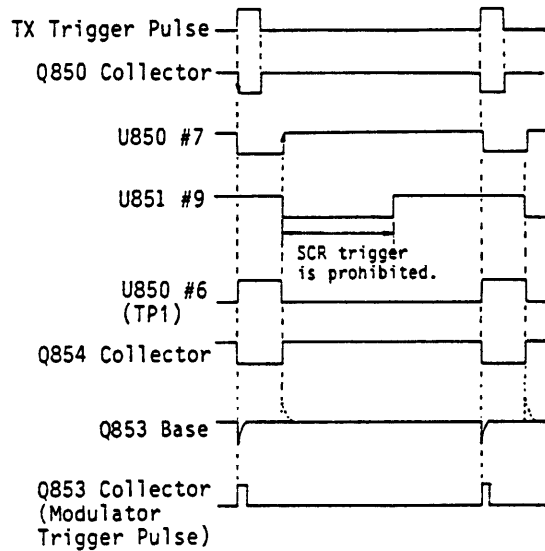 TX Trigger Pulse
Q850 Collector
U850 #7
U851 #9
SCR trigger
is prohibited.
U850 #6
(TP1)
Q854 Collector
Q853 Base
Q853 Collector
(Modulator
Trigger Pulse)